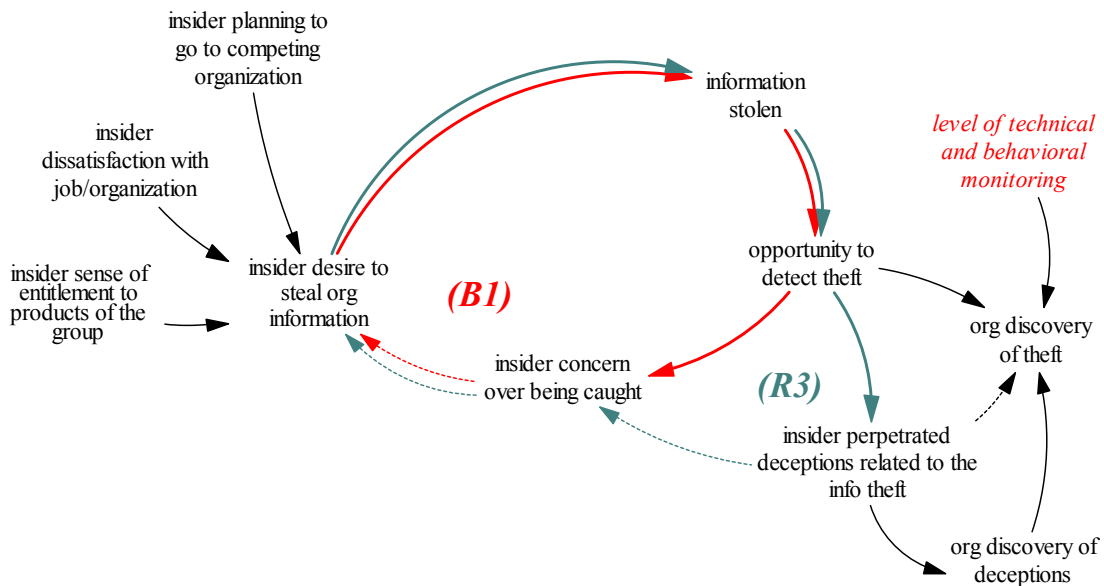 insider planning to
go to competing
organization
insider
dissatisfaction with
job/organization
insider sense of
entitlement to
products of the
group
insider desire to
steal org
information
information
stolen
level of technical
and behavioral
monitoring
opportunity to
detect theft
(B1)
insider concern
over being caught
(R3)
org discovery
of theft
insider perpetrated
deceptions related to the
info theft
org discovery of
deceptions